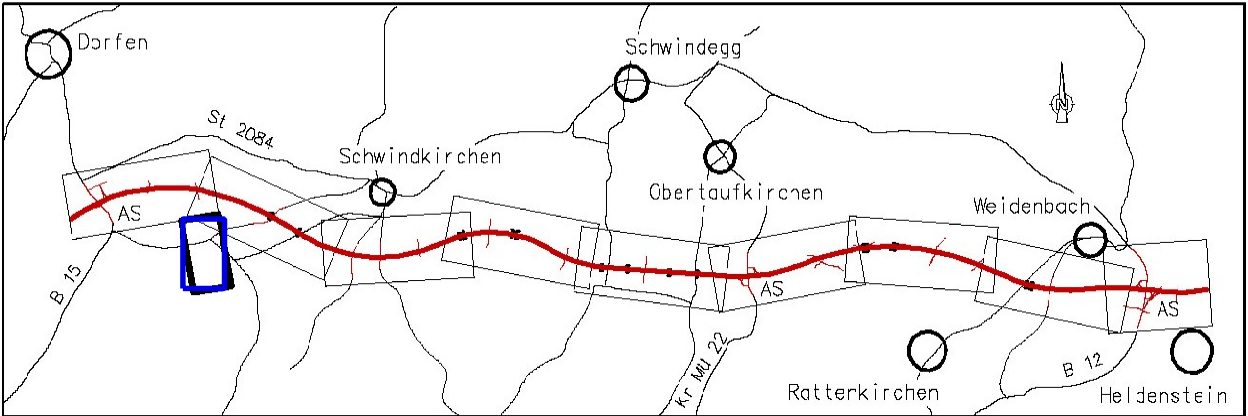 Dorfen
Schwindegg
N
St 2084
Schwindkirchen
Obertaufkirchen
Weidenbach
AS
B 15
AS
AS
Kr MÜ 22
B 12
Ratterkirchen
Heldenstein